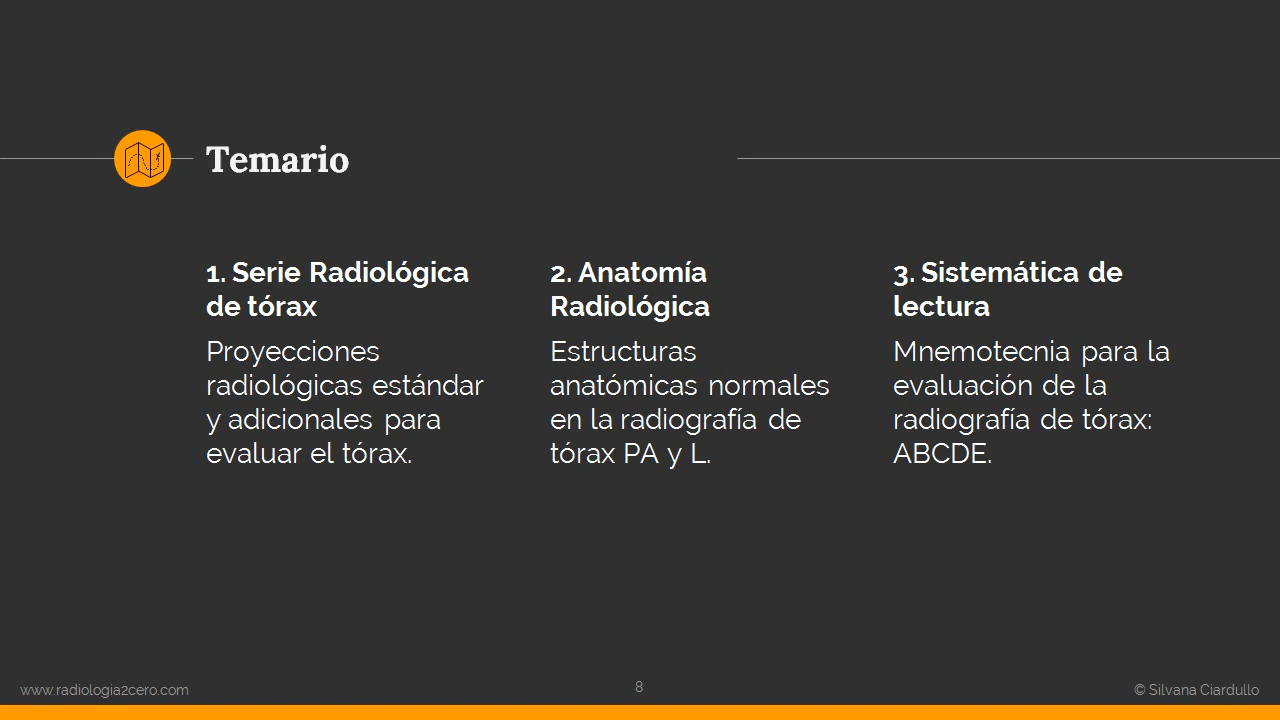 Temario
1. Serie Radiológica
de tórax
Proyecciones
radiológicas estándar
y adicionales para
evaluar el tórax.
2. Anatomía
Radiológica
Estructuras
anatómicas normales
en la radiografía de
tórax PA y L.
3. Sistemática de
lectura
Mnemotecnia para la
evaluación de la
radiografía de tórax:
ABCDE.
www.radiologia2cero.com
8
© Silvana Ciardullo